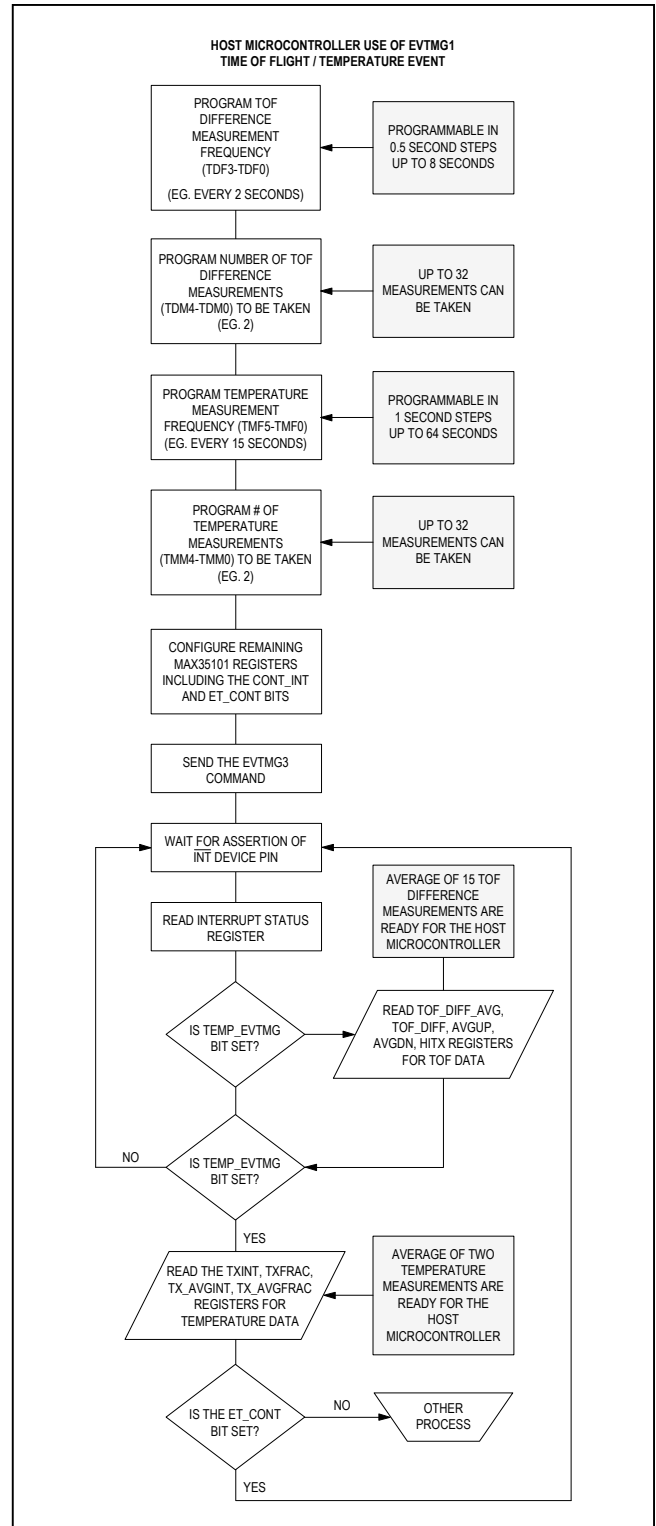 HOST MICROCONTROLLER USE OF EVTMG1
TIME OF FLIGHT / TEMPERATURE EVENT
PROGRAM TOF
DIFFERENCE
MEASUREMENT
FREQUENCY
(TDF3-TDF0)
(EG. EVERY 2 SECONDS)
PROGRAMMABLE IN
0.5 SECOND STEPS
UP TO 8 SECONDS
PROGRAM NUMBER OF TOF
DIFFERENCE
MEASUREMENTS
(TDM4-TDM0) TO BE TAKEN
(EG. 2)
UP TO 32
MEASUREMENTS CAN
BE TAKEN
PROGRAM TEMPERATURE
MEASUREMENT
FREQUENCY (TMF5-TMF0)
(EG. EVERY 15 SECONDS)
PROGRAMMABLE IN
1 SECOND STEPS
UP TO 64 SECONDS
PROGRAM # OF
TEMPERATURE
MEASUREMENTS
(TMM4-TMM0) TO BE TAKEN
(EG. 2)
UP TO 32
MEASUREMENTS CAN
BE TAKEN
CONFIGURE REMAINING
MAX35101 REGISTERS
INCLUDING THE CONT_INT
AND ET_CONT BITS
SEND THE EVTMG3
COMMAND
WAIT FOR ASSERTION OF
INT DEVICE PIN
READ INTERRUPT STATUS
REGISTER
AVERAGE OF 15 TOF
DIFFERENCE
MEASUREMENTS ARE
READY FOR THE HOST
MICROCONTROLLER
IS TEMP_EVTMG
BIT SET?
READ TOF_DIFF_AVG,
TOF_DIFF, AVGUP,
AVGDN, HITX REGISTERS
FOR TOF DATA
NO
IS TEMP_EVTMG
BIT SET?
YES
READ THE TXINT, TXFRAC,
TX_AVGINT, TX_AVGFRAC
REGISTERS FOR
TEMPERATURE DATA
AVERAGE OF TWO
TEMPERATURE
MEASUREMENTS ARE
READY FOR THE
HOST
MICROCONTROLLER
IS THE ET_CONT
BIT SET?
NO
OTHER
PROCESS
YES